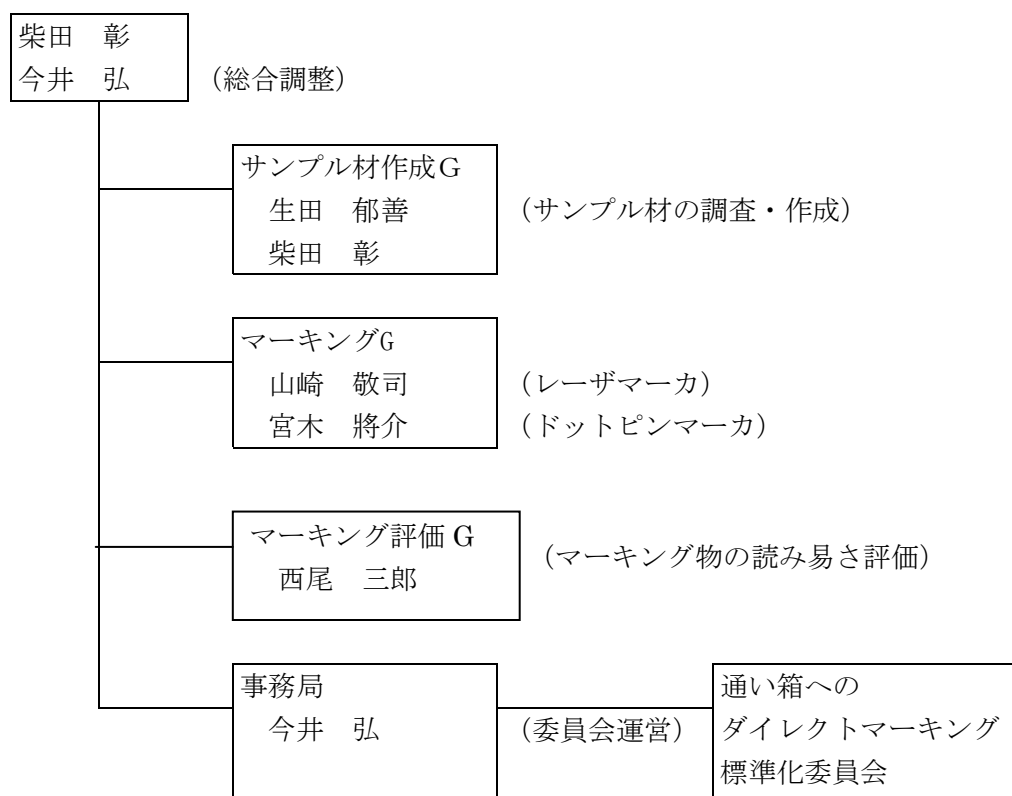 柴田　彰
今井　弘　（総合調整）
サンプル材作成Ｇ
生田　郁善　（サンプル材の調査・作成）
柴田　彰
マーキングG
山崎　敬司　（レーザマーカ）
宮木　將介　（ドットピンマーカ）
マーキング評価 G
西尾　三郎　（マーキング物の読み易さ評価）
事務局
今井　弘　（委員会運営）
通い箱への
ダイレクトマーキング
標準化委員会